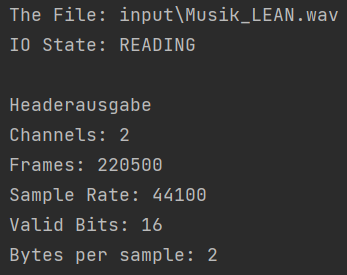 The File: input\Musik_LEAN.wav
IO State: READING
Headerausgabe
Channels: 2
Frames: 220500
Sample Rate: 44100
Valid Bits: 16
Bytes per sample: 2